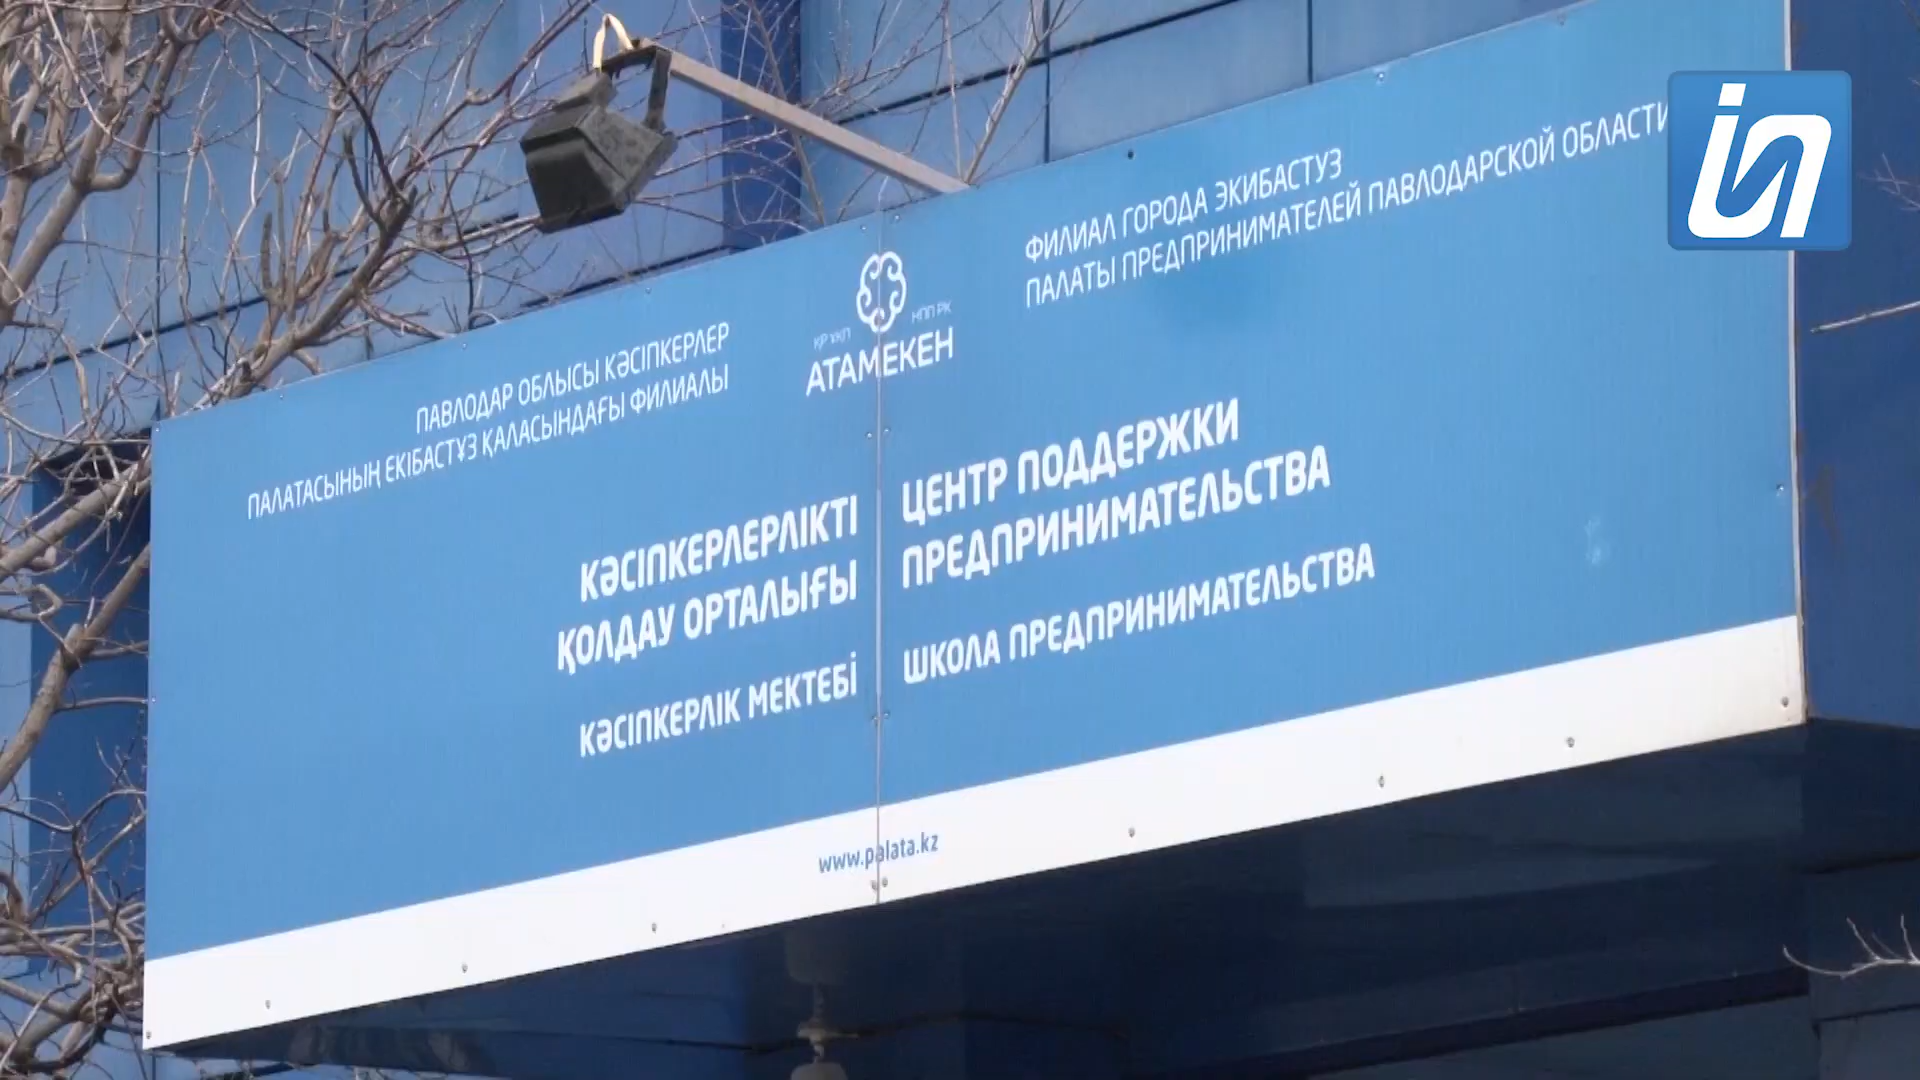 ПАВЛОДАР ОБЛЫСЫ КӘСІПКЕРЛЕР
ПАЛАТАСЫНЫҢ ЕКІБАСТҰЗ ҚАЛАСЫНДАҒЫ ФИЛИАЛЫ
ҚР ҰКП
НПП РК
АТАМЕКЕН
ФИЛИАЛ ГОРОДА ЭКИБАСТУЗ
ПАЛАТЫ ПРЕДПРИНИМАТЕЛЕЙ ПАВЛОДАРСКОЙ ОБЛАСТИ
КӘСІПКЕРЛЕРЛІКТІ
ҚОЛДАУ ОРТАЛЫҒЫ
КӘСІПКЕРЛІК МЕКТЕБІ
ЦЕНТР ПОДДЕРЖКИ
ПРЕДПРИНИМАТЕЛЬСТВА
ШКОЛА ПРЕДПРИНИМАТЕЛЬСТВА
www.palata.kz